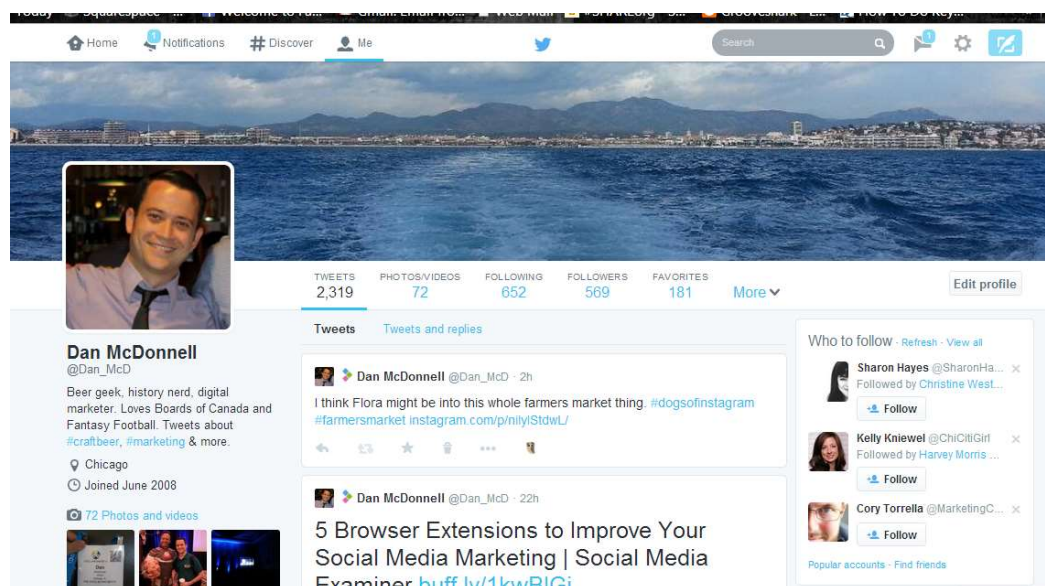 Home
1
Notifications
Discover
Me
Search
1
TWEETS
2,319
PHOTOS/VIDEOS
72
FOLLOWING
652
FOLLOWERS
569
FAVORITES
181
More
Edit profile
Dan McDonnell
@Dan_McD
Beer geek, history nerd, digital
marketer. Loves Boards of Canada and
Fantasy Football. Tweets about
#craftbeer, #marketing & more.
Chicago
Joined June 2008
72 Photos and videos
Tweets Tweets and replies
Dan McDonnell @Dan_McD · 2h
I think Flora might be into this whole farmers market thing. #dogsofinstagram
#farmersmarket
Dan McDonnell @Dan_McD · 22h
5 Browser Extensions to Improve Your
Social Media Marketing | Social Media
Examiner
Who to follow · Refresh · View all
Sharon Hayes @SharonHa...
Followed by Christine West...
Follow
Kelly Kniewel @ChiCitiGirl
Followed by Harvey Morris ...
Follow
Cory Torrella @MarketingC...
Follow
Popular accounts · Find friends